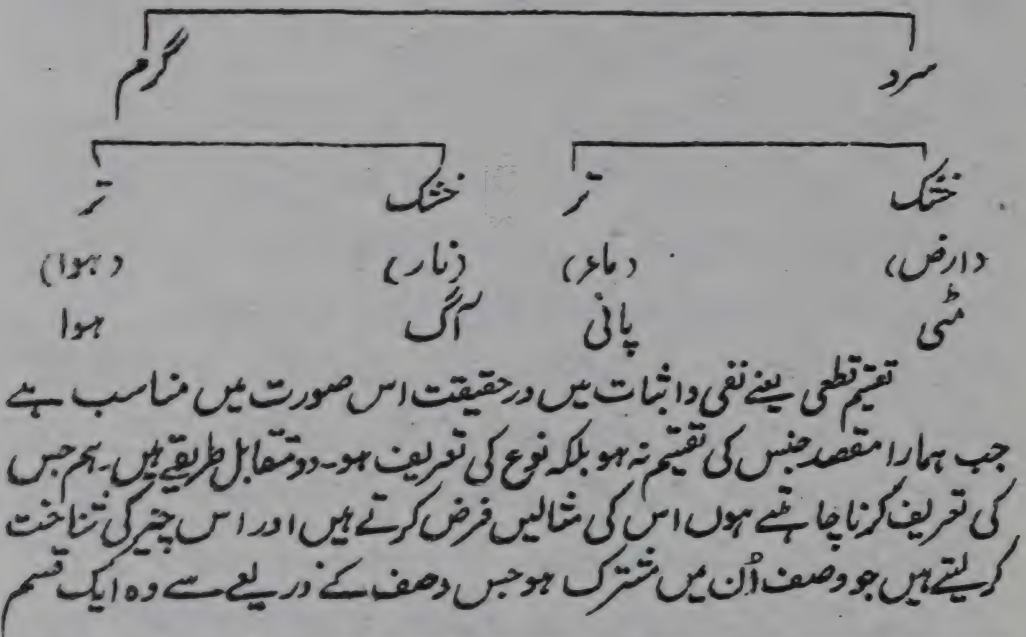 سرد گرم
خشک تر خشک تر
(ارض) (ماء) (نار) (ہوا)
مٹی پانی آگ ہوا
تقسیم قطعی یعنے نفی واثبات میں درحقیقت اس صورت میں مناسب ہے
جب ہمارا مقصد جنس کی تقسیم نہ ہو بلکہ نوع کی تعریف ہو۔ دو متقابل طریقے ہیں۔ ہم جس
کی تعریف کرنا چاہتے ہوں اس کی مثالیں فرض کرتے ہیں اور اس چیز کی شناخت
کرلیتے ہیں جو وصف اُن میں مشترک ہو جس وصف کے ذریعے سے وہ ایک قسم